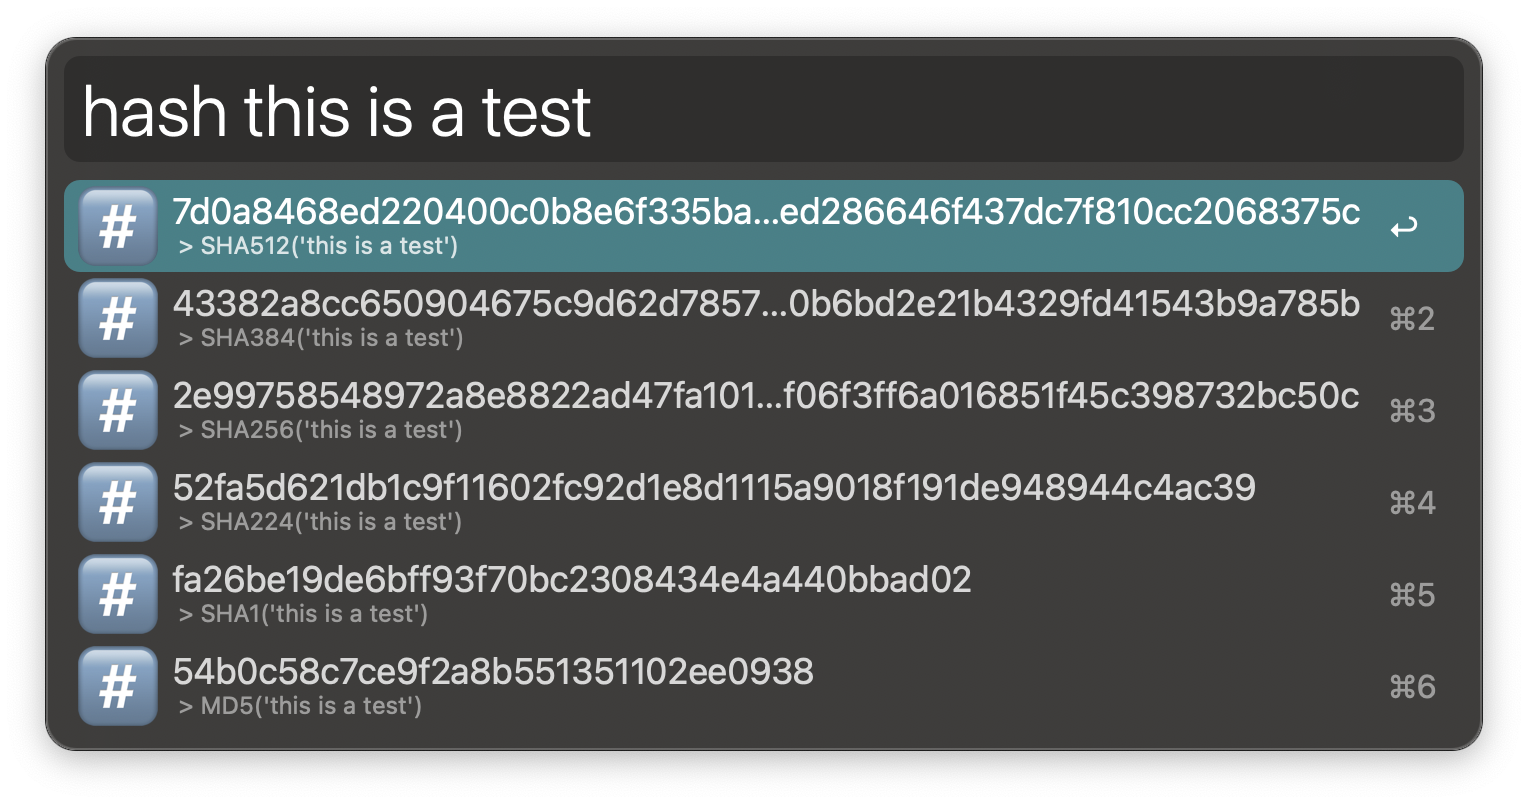 hash this is a test
# 7d0a8468ed220400c0b8e6f335ba...ed286646f437dc7f810cc2068375c ↩
> SHA512('this is a test')
# 43382a8cc650904675c9d62d7857...0b6bd2e21b4329fd41543b9a785b ⌘2
> SHA384('this is a test')
# 2e99758548972a8e8822ad47fa101...f06f3ff6a016851f45c398732bc50c ⌘3
> SHA256('this is a test')
# 52fa5d621db1c9f11602fc92d1e8d1115a9018f191de948944c4ac39 ⌘4
> SHA224('this is a test')
# fa26be19de6bff93f70bc2308434e4a440bbad02 ⌘5
> SHA1('this is a test')
# 54b0c58c7ce9f2a8b551351102ee0938 ⌘6
> MD5('this is a test')